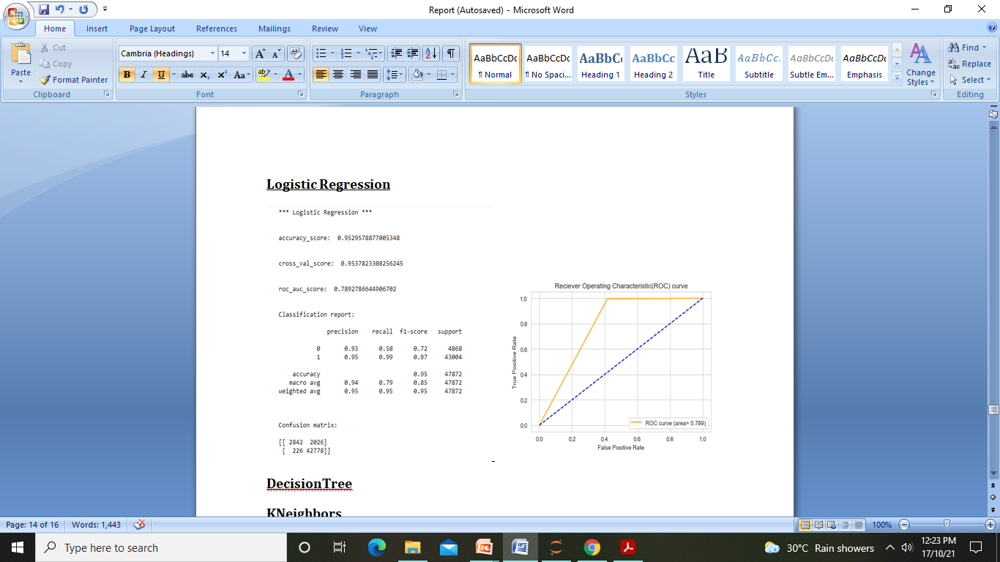 Report (Autosaved) - Microsoft Word
Home Insert Page Layout References Mailings Review View
Paste
Cut
Copy
Format Painter
Clipboard
Cambria (Headings) 14
B I U abc x₂ x² Aa
Font
Paragraph
AaBbCcDc AaBbCcDc AaBbC AaBbCc AaB AaBbCc. AaBbCcDc AaBbCcDc
¶ Normal ¶ No Spaci... Heading 1 Heading 2 Title Subtitle Subtle Em... Emphasis
Change Styles
Styles
Find
Replace
Select
Editing
Logistic Regression
*** Logistic Regression ***
accuracy_score: 0.9529578877005348
cross_val_score: 0.9537823308256245
roc_auc_score: 0.7892786644906702
Classification report:
precision recall f1-score support
0 0.93 0.58 0.72 4868
1 0.95 0.99 0.97 43004
accuracy 0.95 47872
macro avg 0.94 0.79 0.85 47872
weighted avg 0.95 0.95 0.95 47872
Confusion matrix:
[[ 2842 2026]
[ 226 42778]]
Reciever Operating Characteristic(ROC) curve
True Positive Rate
1.0
0.8
0.6
0.4
0.2
0.0
ROC curve (area= 0.789)
0.0 0.2 0.4 0.6 0.8 1.0
False Positive Rate
DecisionTree
KNeighbors
Page: 14 of 16 Words: 1,443 100%
Type here to search
30°C Rain showers
12:23 PM
17/10/21